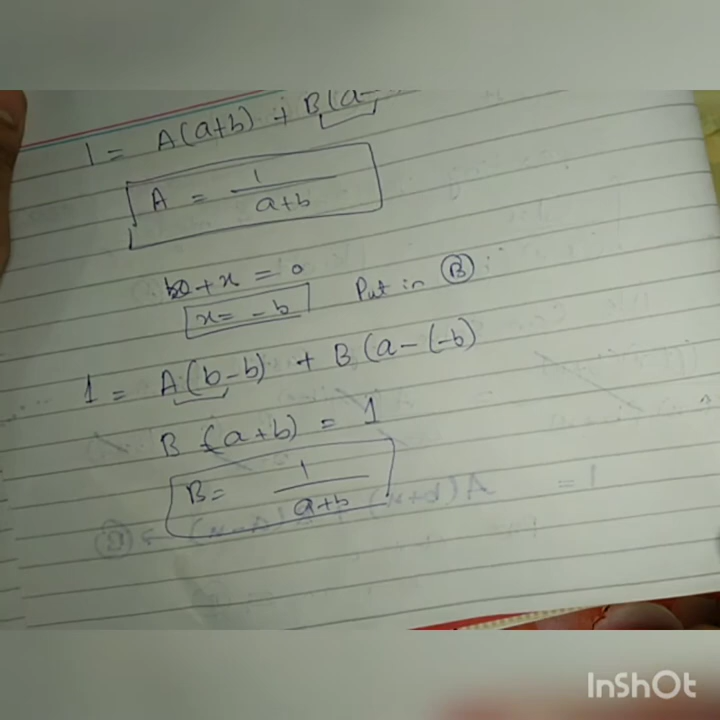 1 = A(a+b) + B(a-
A = 1/(a+b)
b+x = 0
x = -b Put in (B):
1 = A(b-b) + B(a-(-b)
B (a+b) = 1
B = 1/(a+b)
InShOt